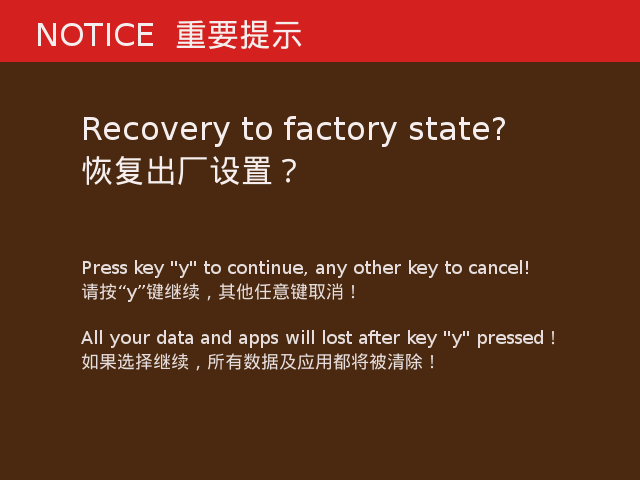 NOTICE  重要提示
Recovery to factory state?
恢复出厂设置？
Press key "y" to continue, any other key to cancel!
请按“y”键继续，其他任意键取消！
All your data and apps will lost after key "y" pressed！
如果选择继续，所有数据及应用都将被清除！